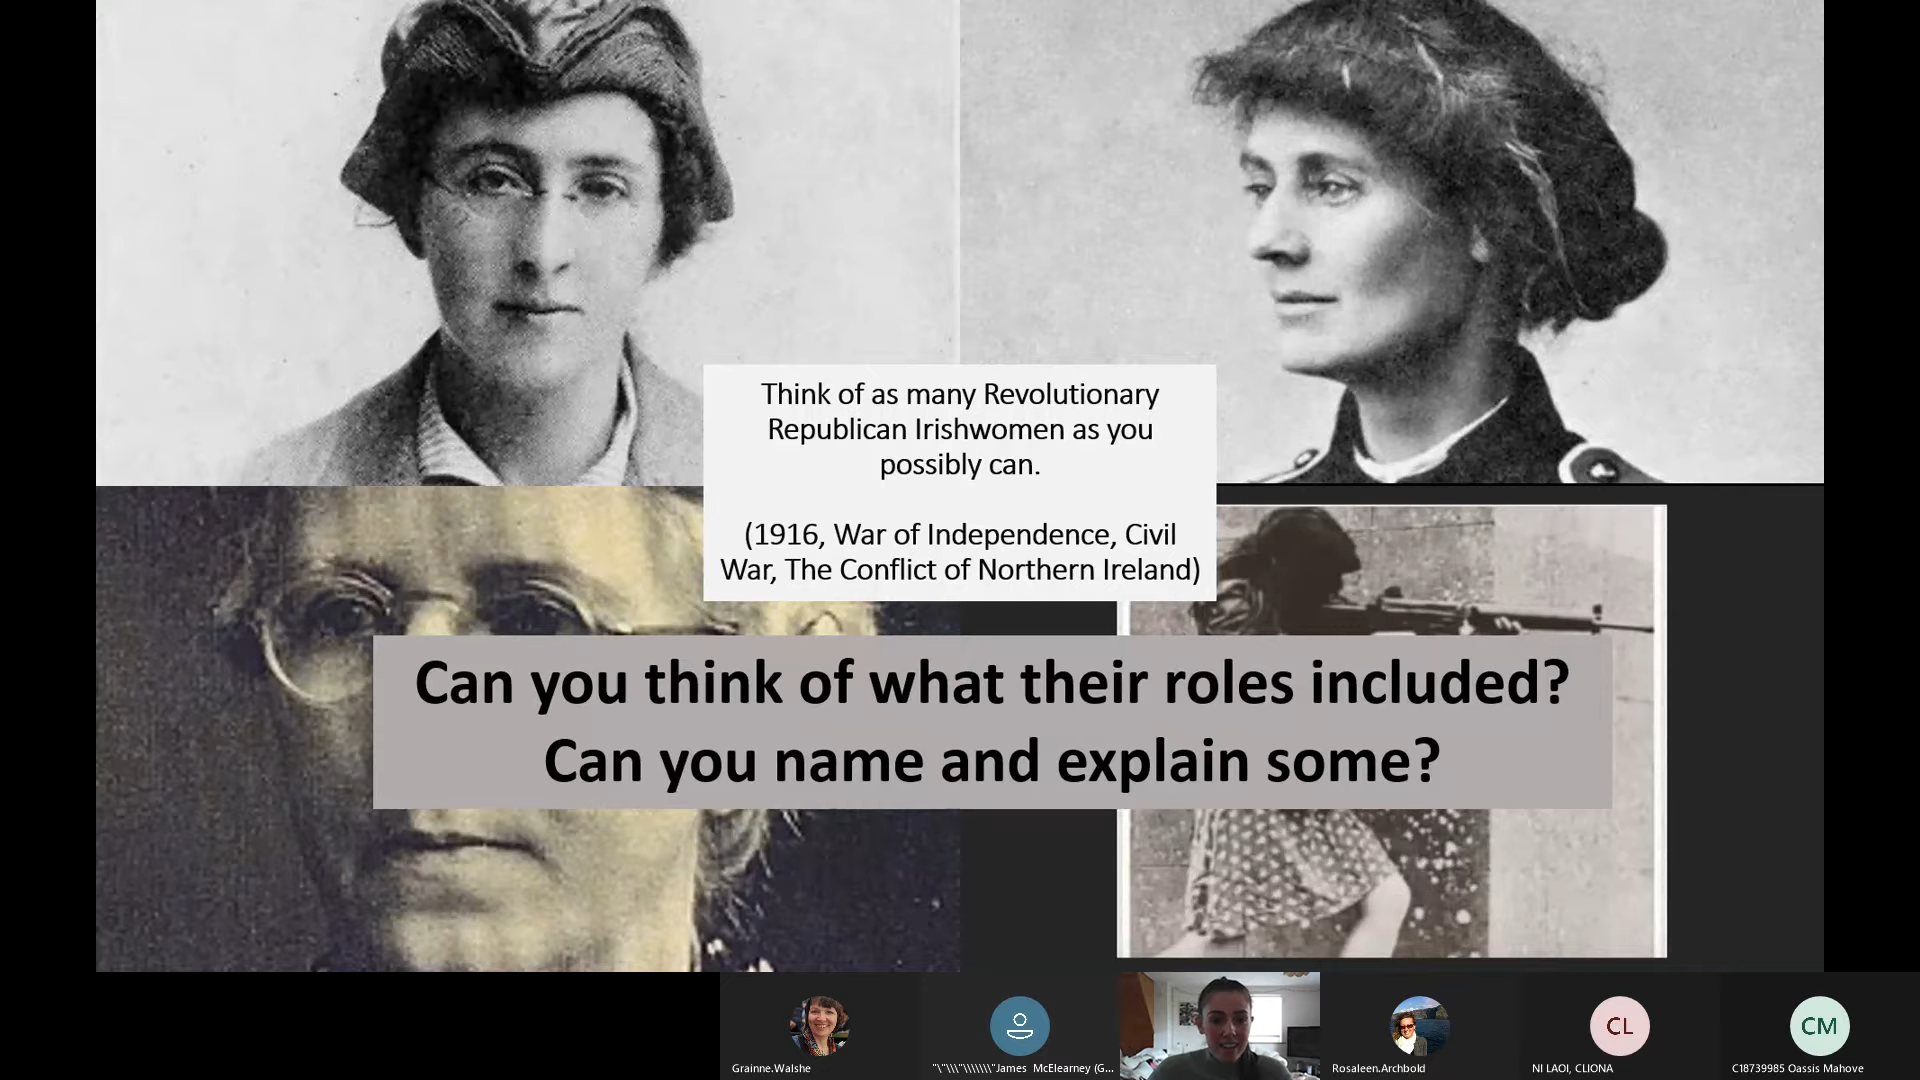 Think of as many Revolutionary
Republican Irishwomen as you
possibly can.
(1916, War of Independence, Civil
War, The Conflict of Northern Ireland)
Can you think of what their roles included?
Can you name and explain some?
Grainne.Walshe
"\"\\\"\\\\\\\"James McElearney (G...
Rosaleen.Archbold
CL
NI LAOI, CLIONA
CM
C18739985 Oassis Mahove